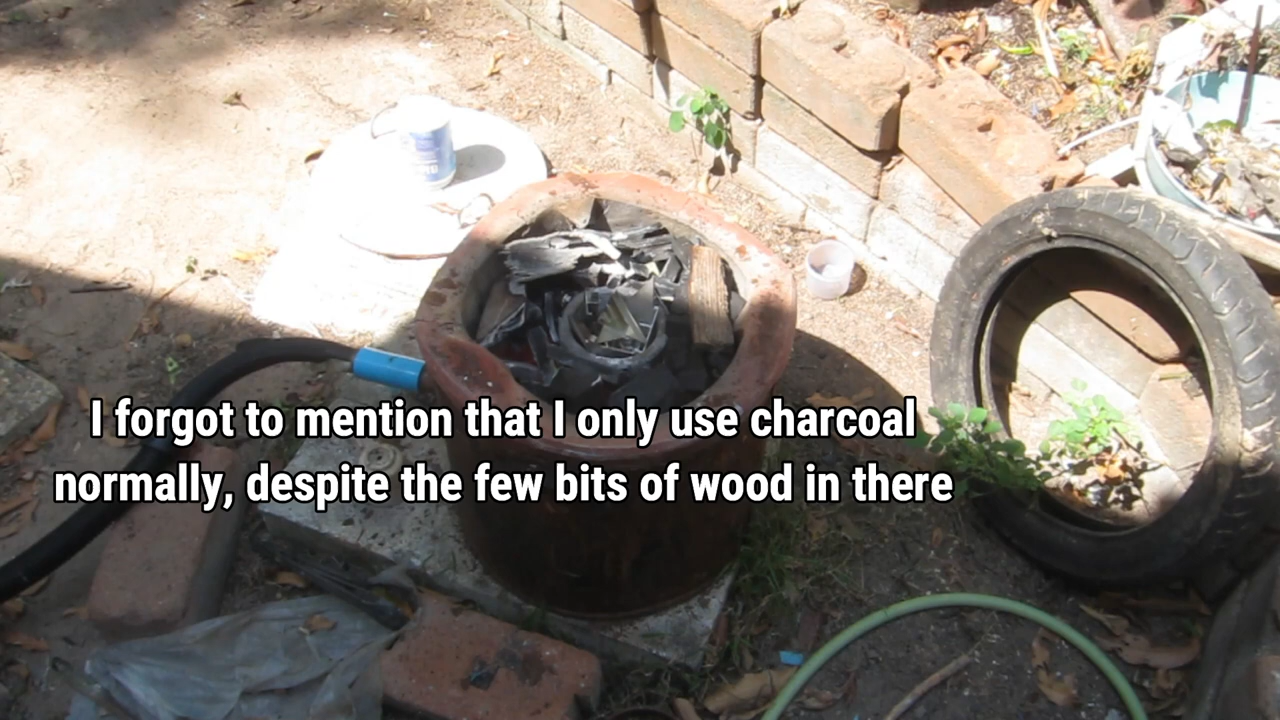 I forgot to mention that I only use charcoal
normally, despite the few bits of wood in there